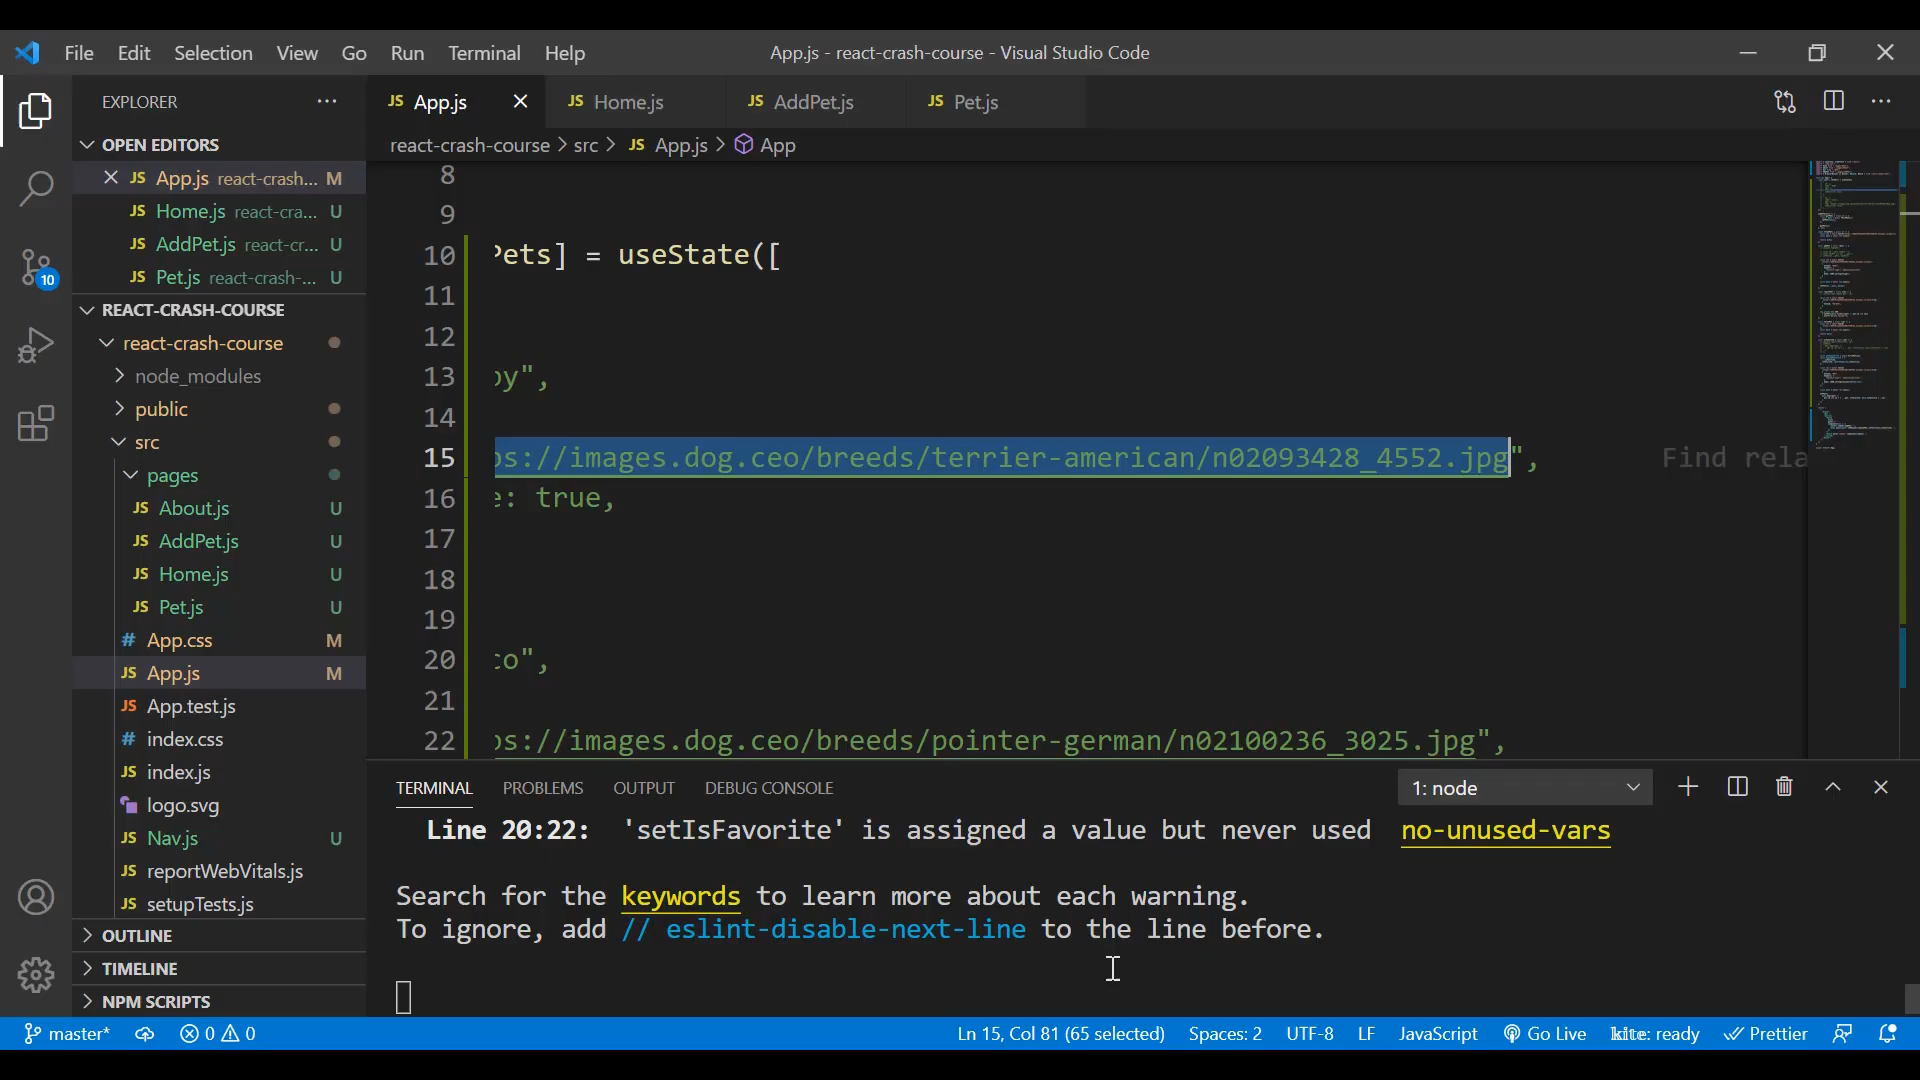 File Edit Selection View Go Run Terminal Help
App.js - react-crash-course - Visual Studio Code
EXPLORER
OPEN EDITORS
JS App.js react-crash... M
JS Home.js react-cra... U
JS AddPet.js react-cr... U
JS Pet.js react-crash-... U
REACT-CRASH-COURSE
react-crash-course
node_modules
public
src
pages
JS About.js U
JS AddPet.js U
JS Home.js U
JS Pet.js U
# App.css M
JS App.js M
JS App.test.js
# index.css
JS index.js
logo.svg
JS Nav.js U
JS reportWebVitals.js
JS setupTests.js
OUTLINE
TIMELINE
NPM SCRIPTS
10
JS App.js JS Home.js JS AddPet.js JS Pet.js
react-crash-course > src > JS App.js > App
8
9
10 Pets] = useState([
11
12
13 by",
14
15 ps://images.dog.ceo/breeds/terrier-american/n02093428_4552.jpg", Find rela
16 e: true,
17
18
19
20 co",
21
22 ps://images.dog.ceo/breeds/pointer-german/n02100236_3025.jpg",
TERMINAL PROBLEMS OUTPUT DEBUG CONSOLE 1: node
Line 20:22: 'setIsFavorite' is assigned a value but never used no-unused-vars
Search for the keywords to learn more about each warning.
To ignore, add // eslint-disable-next-line to the line before.
master* 0 0 Ln 15, Col 81 (65 selected) Spaces: 2 UTF-8 LF JavaScript Go Live kite: ready Prettier